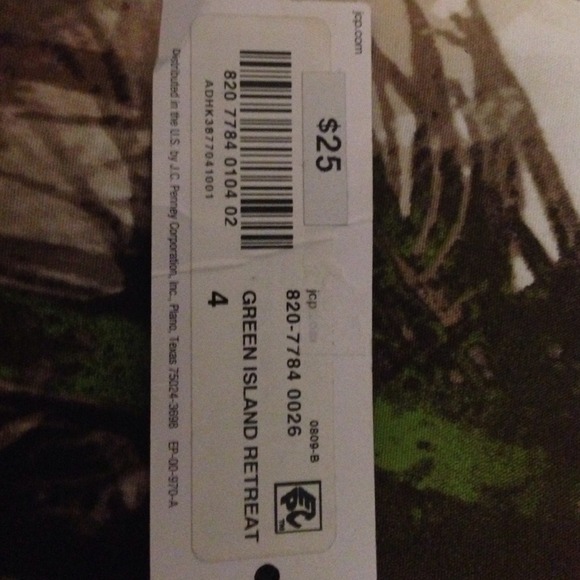 jcp.com
$25
820 7784 0104 02
ADHK3877041001
jcp
0809-B
820-7784 0026
GREEN ISLAND RETREAT
4
TM
Distributed in the U.S. by J.C. Penney Corporation, Inc., Plano, Texas 75024-3698 EP-00-970-A